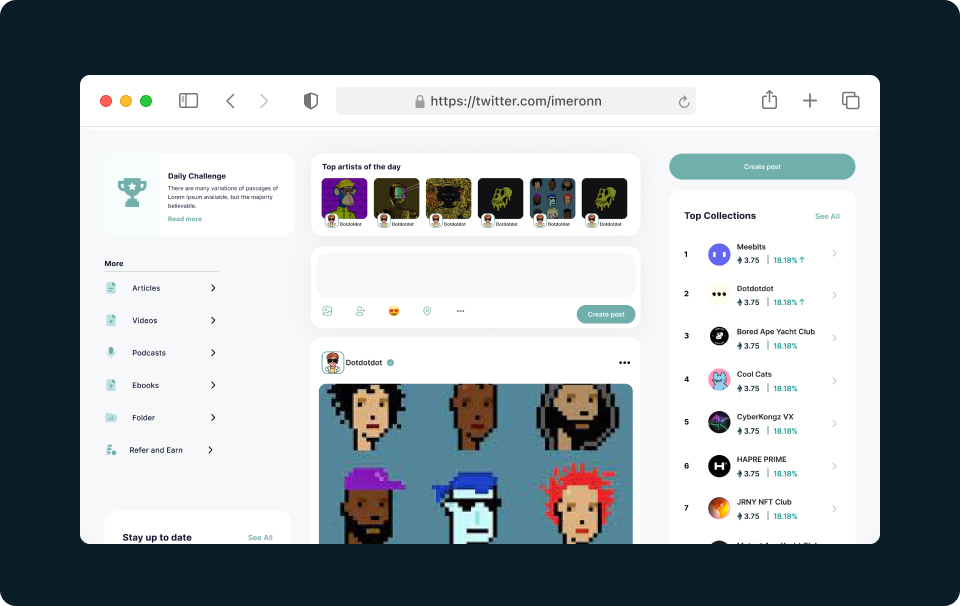 https://twitter.com/imeronn
Daily Challenge
There are many variations of passages of
Lorem Ipsum available, but the majority
believable.
Read more
More
Articles
Videos
Podcasts
Ebooks
Folder
Refer and Earn
Stay up to date
See All
Top artists of the day
Dotdotdot
Dotdotdot
Dotdotdot
Dotdotdot
Dotdotdot
Dotdotdot
Create post
Dotdotdot
Create post
Top Collections
See All
1
Meebits
3.75 | 18.18%
2
Dotdotdot
3.75 | 18.18%
3
Bored Ape Yacht Club
3.75 | 18.18%
4
Cool Cats
3.75 | 18.18%
5
CyberKongz VX
3.75 | 18.18%
6
HAPRE PRIME
3.75 | 18.18%
7
JRNY NFT Club
3.75 | 18.18%